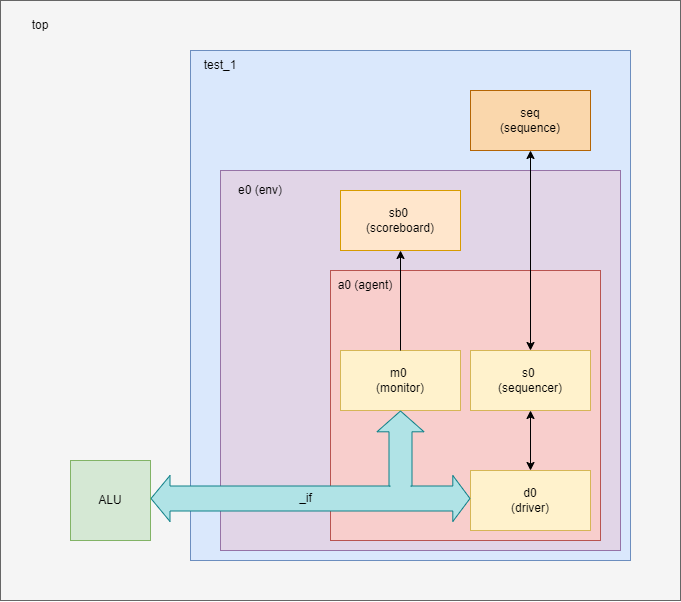 top
test_1
seq
(sequence)
e0 (env)
sb0
(scoreboard)
a0 (agent)
m0
(monitor)
s0
(sequencer)
ALU
_if
d0
(driver)